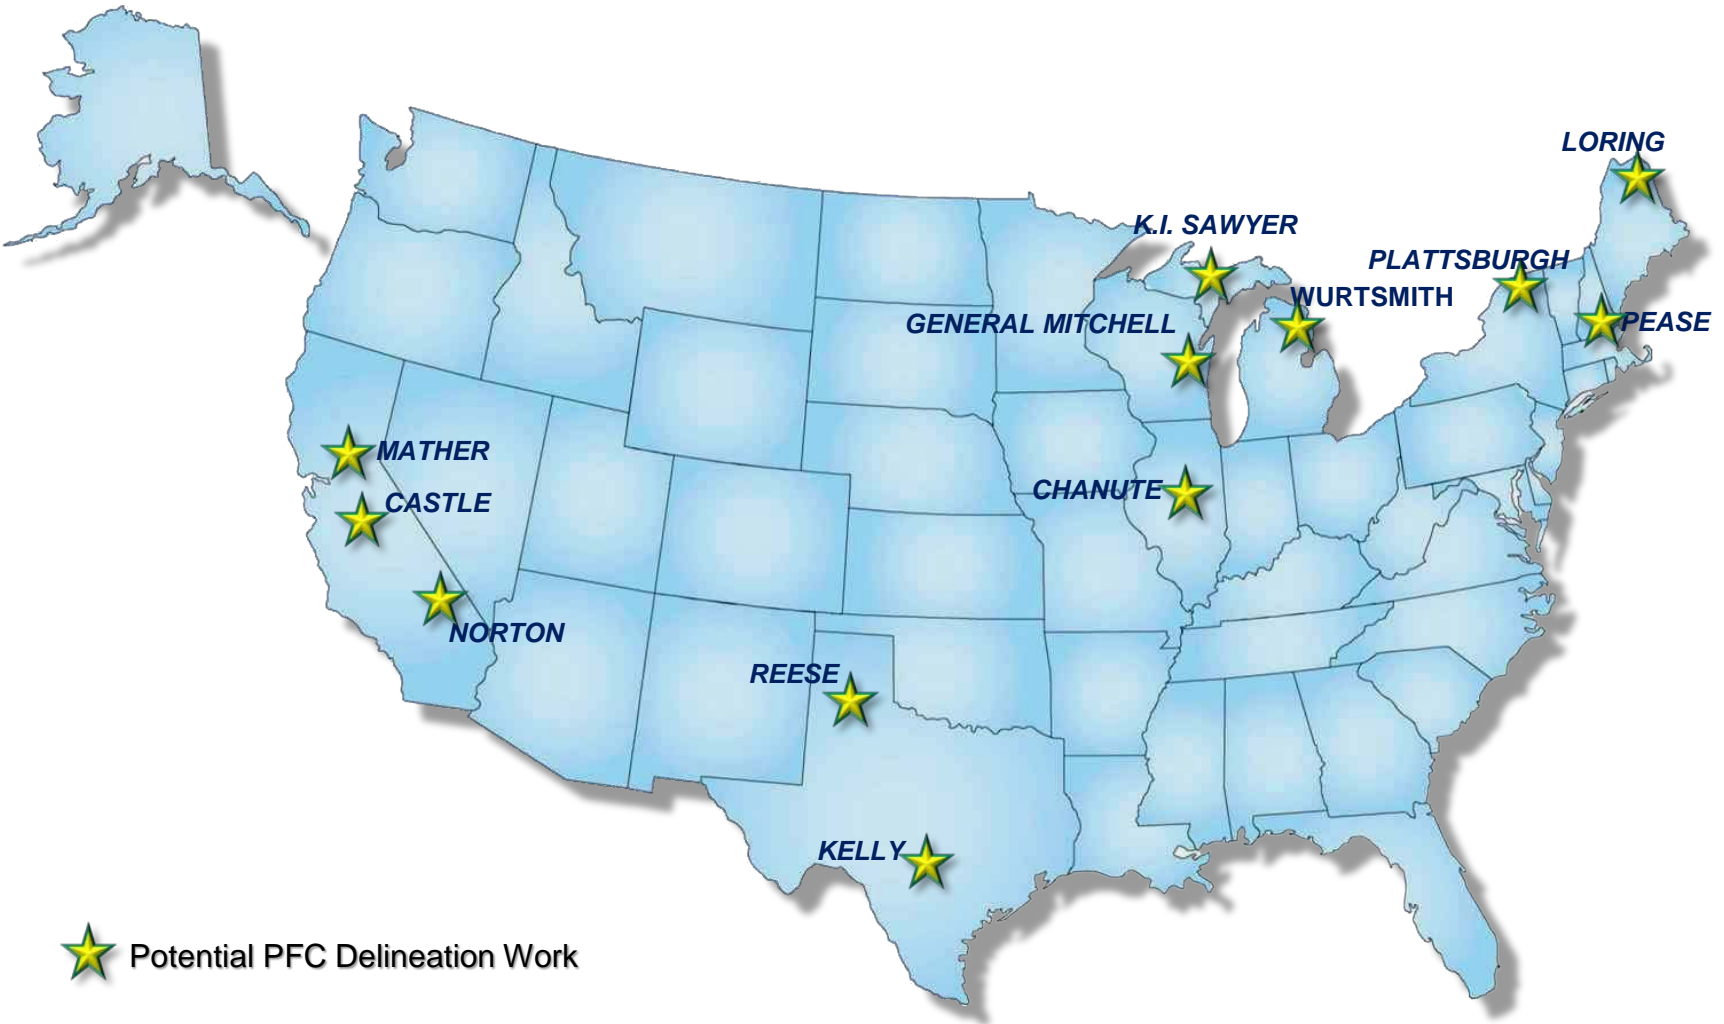 LORING
K.I. SAWYER
PLATTSBURGH
WURTSMITH
GENERAL MITCHELL
PEASE
MATHER
CASTLE
CHANUTE
NORTON
REESE
KELLY
Potential PFC Delineation Work